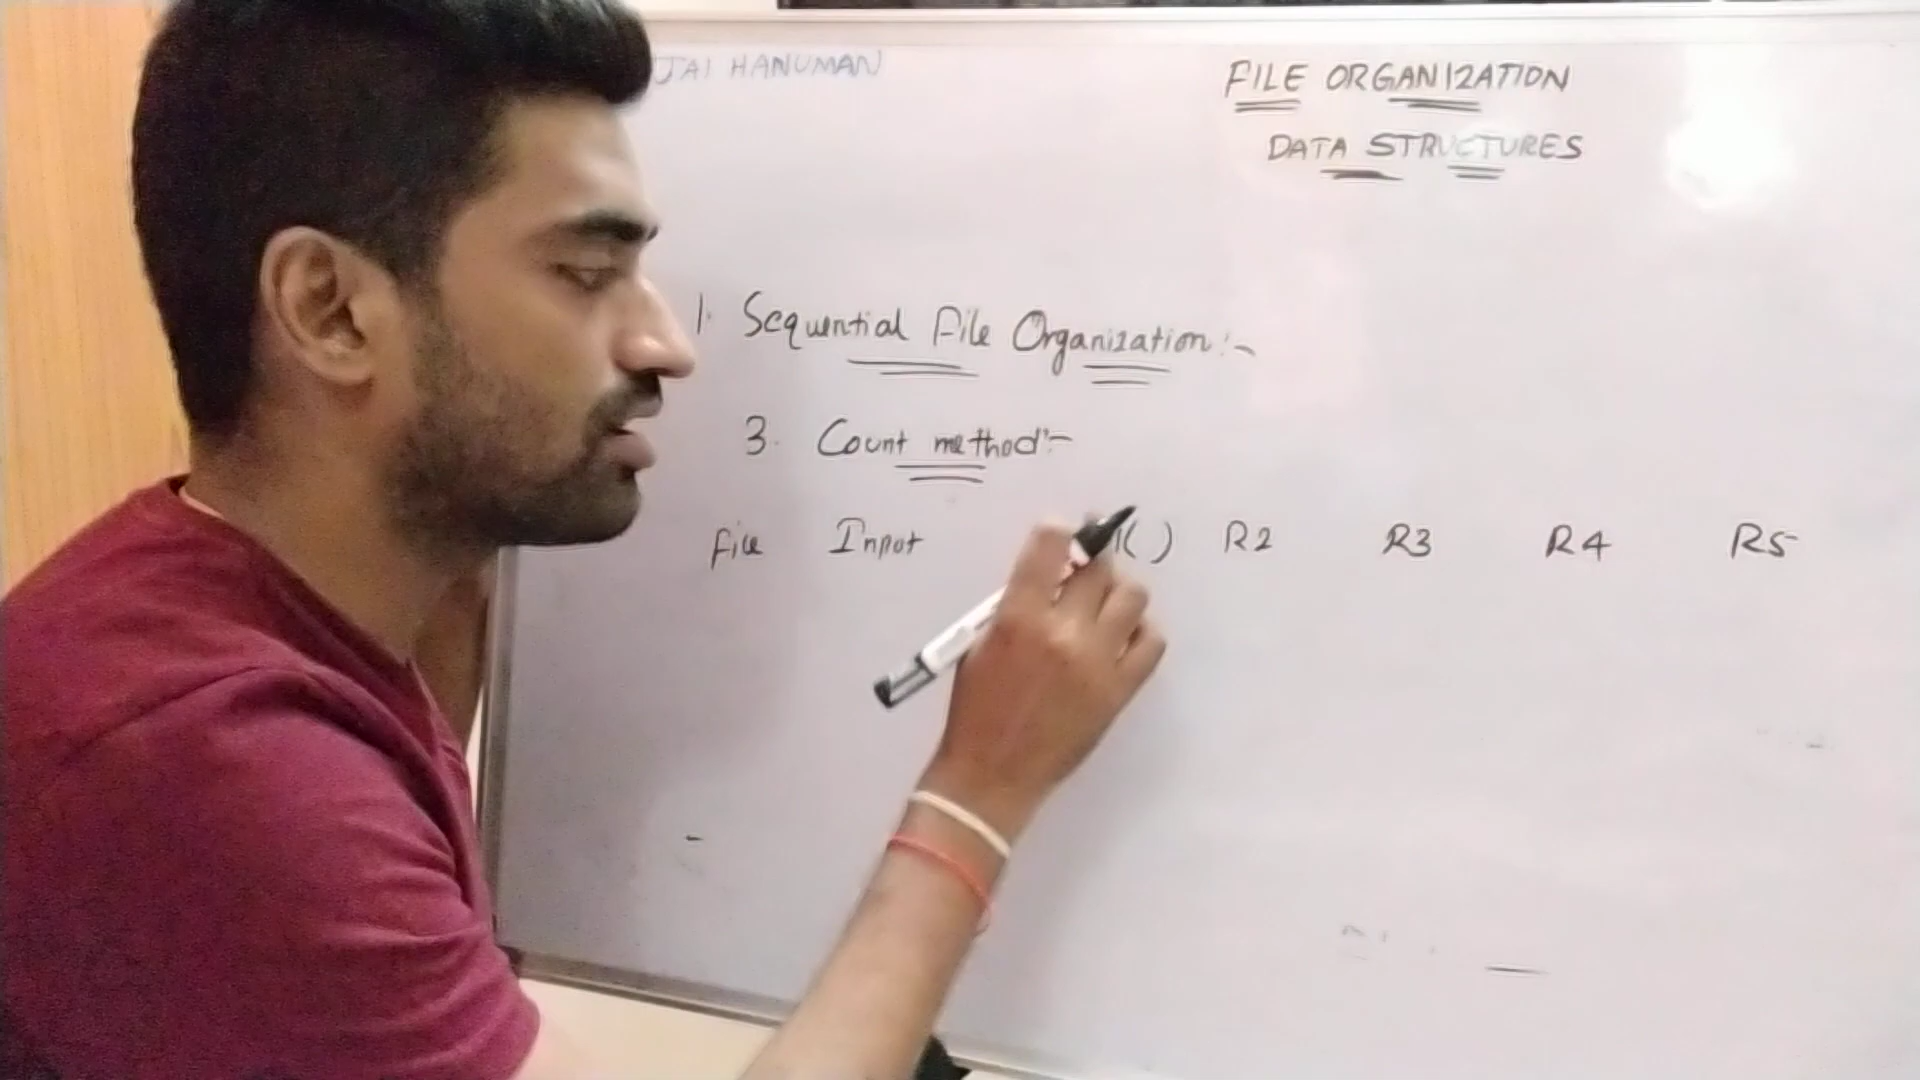 JAI HANUMAN
FILE ORGANIZATION
DATA STRUCTURES
1. Sequential File Organization:-
3. Count method:-
File Input 1( ) R2 R3 R4 R5